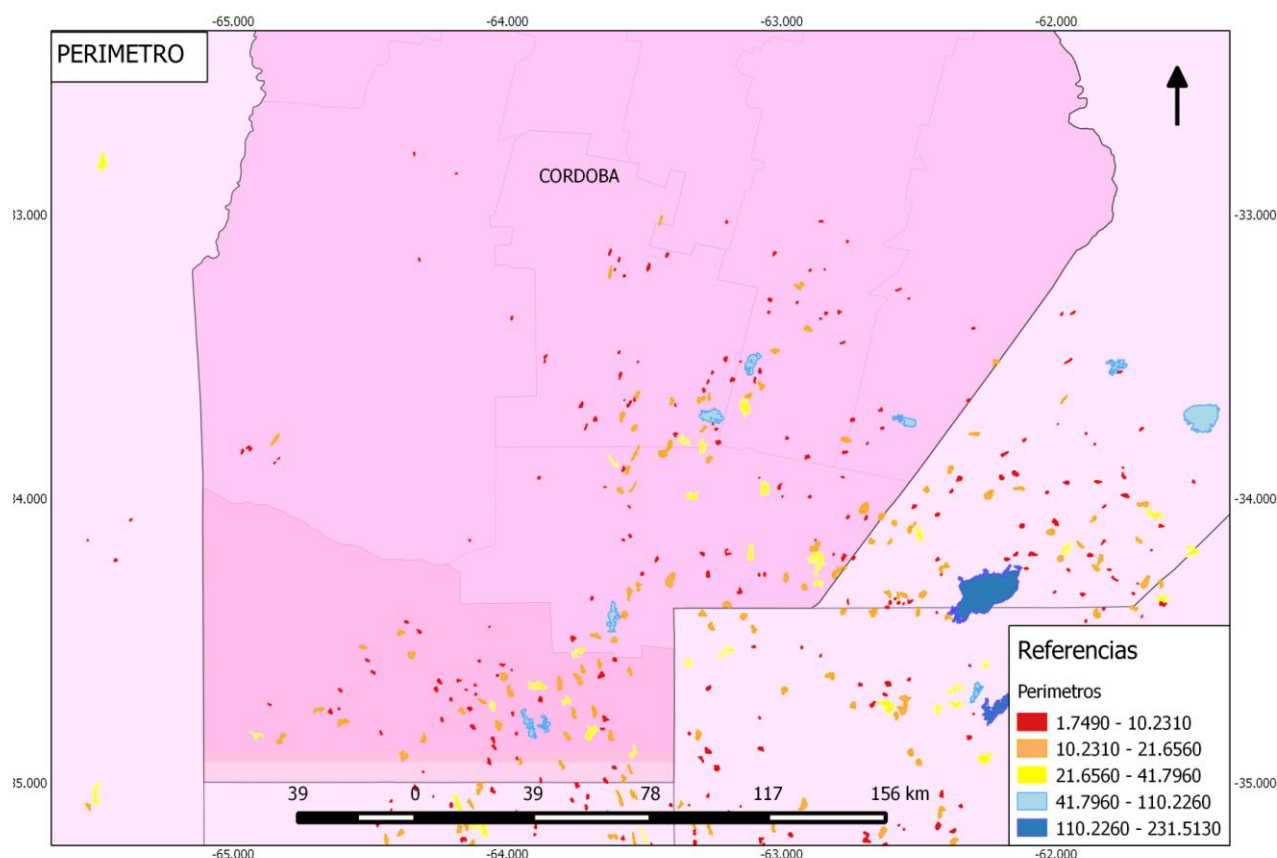 -65.000 -64.000 -63.000 -62.000
PERIMETRO
CORDOBA
33.000 -33.000
34.000 -34.000
Referencias
Perimetros
1.7490 - 10.2310
10.2310 - 21.6560
21.6560 - 41.7960
41.7960 - 110.2260
110.2260 - 231.5130
35.000 -35.000
39 0 39 78 117 156 km
-65.000 -64.000 -63.000 -62.000